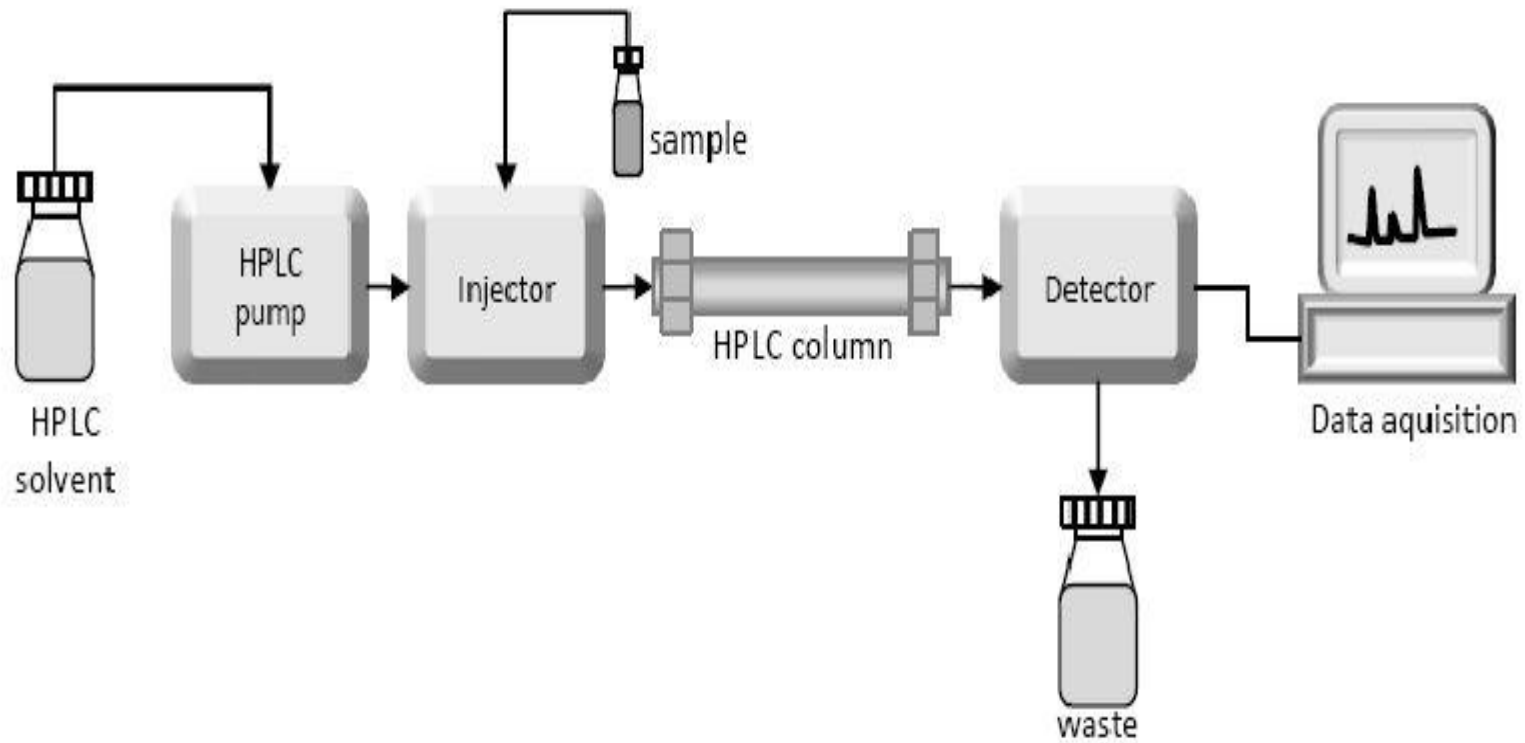 sample
HPLC
pump
Injector
HPLC column
Detector
HPLC
solvent
Data aquisition
waste